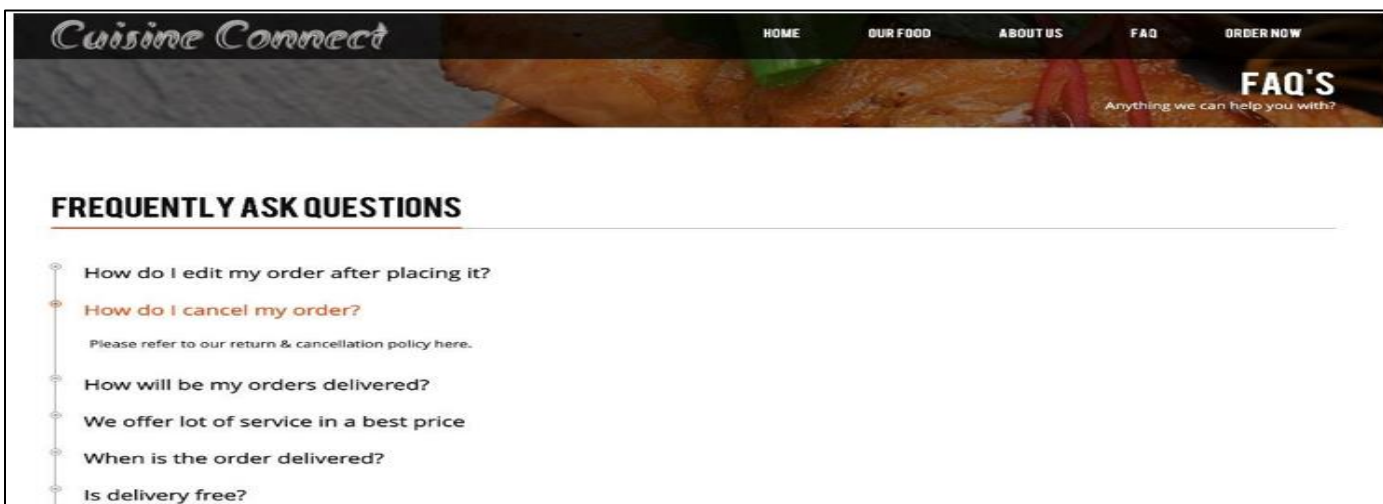 Cuisine Connect
HOME OUR FOOD ABOUT US FAQ ORDER NOW
FAQ'S
Anything we can help you with?
FREQUENTLY ASK QUESTIONS
How do I edit my order after placing it?
How do I cancel my order?
Please refer to our return & cancellation policy here.
How will be my orders delivered?
We offer lot of service in a best price
When is the order delivered?
Is delivery free?